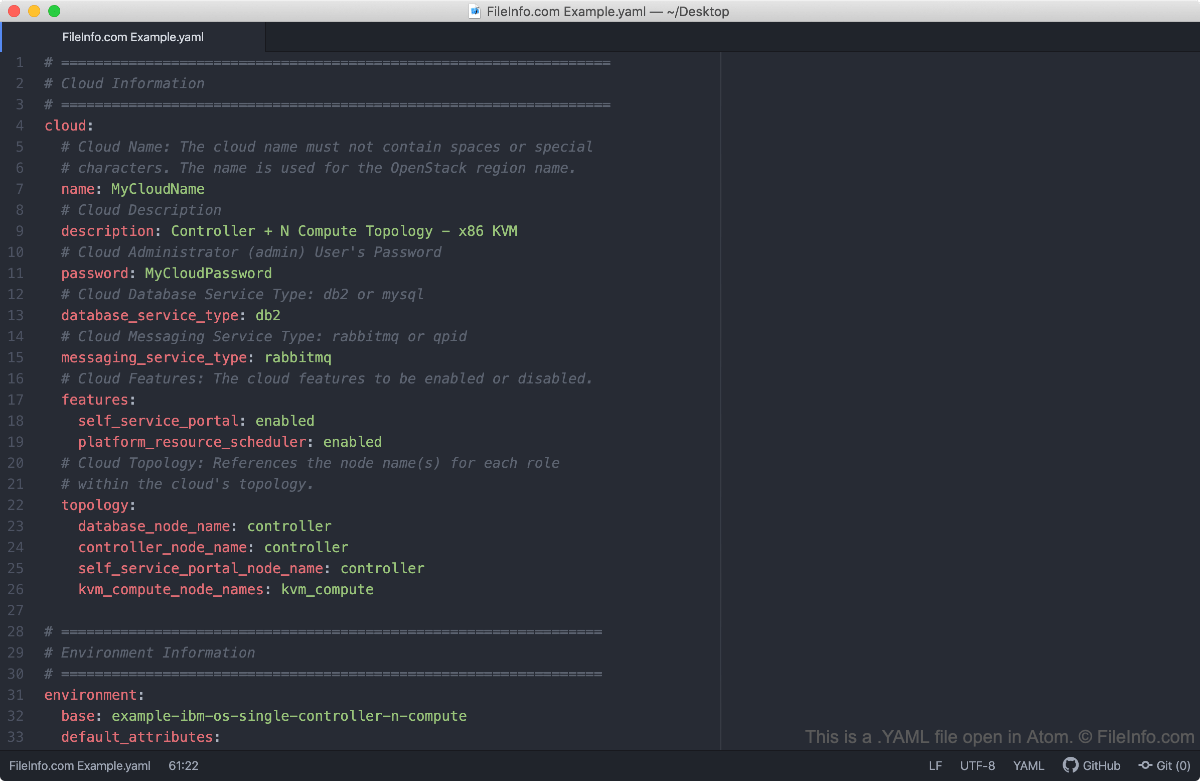 FileInfo.com Example.yaml — ~/Desktop
FileInfo.com Example.yaml
1 # =================================================================
2 # Cloud Information
3 # =================================================================
4 cloud:
5   # Cloud Name: The cloud name must not contain spaces or special
6   # characters. The name is used for the OpenStack region name.
7   name: MyCloudName
8   # Cloud Description
9   description: Controller + N Compute Topology - x86 KVM
10   # Cloud Administrator (admin) User's Password
11   password: MyCloudPassword
12   # Cloud Database Service Type: db2 or mysql
13   database_service_type: db2
14   # Cloud Messaging Service Type: rabbitmq or qpid
15   messaging_service_type: rabbitmq
16   # Cloud Features: The cloud features to be enabled or disabled.
17   features:
18     self_service_portal: enabled
19     platform_resource_scheduler: enabled
20   # Cloud Topology: References the node name(s) for each role
21   # within the cloud's topology.
22   topology:
23     database_node_name: controller
24     controller_node_name: controller
25     self_service_portal_node_name: controller
26     kvm_compute_node_names: kvm_compute
27
28 # ================================================================
29 # Environment Information
30 # ================================================================
31 environment:
32   base: example-ibm-os-single-controller-n-compute
33   default_attributes:
This is a .YAML file open in Atom. © FileInfo.com
FileInfo.com Example.yaml 61:22 LF UTF-8 YAML GitHub Git (0)